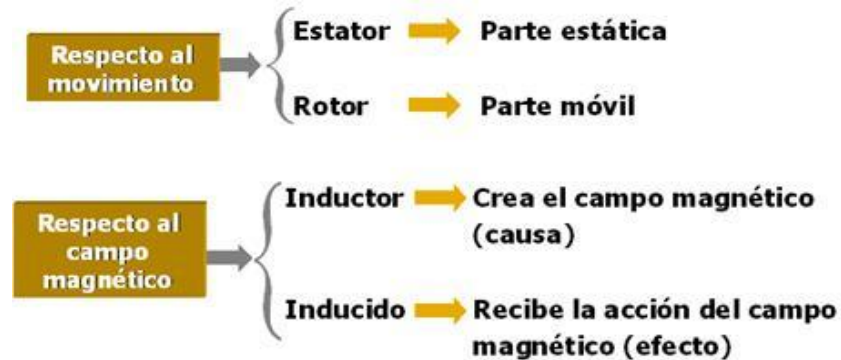 Respecto al
movimiento
Estator
Parte estática
Rotor
Parte móvil
Respecto al
campo
magnético
Inductor
Crea el campo magnético
(causa)
Inducido
Recibe la acción del campo
magnético (efecto)